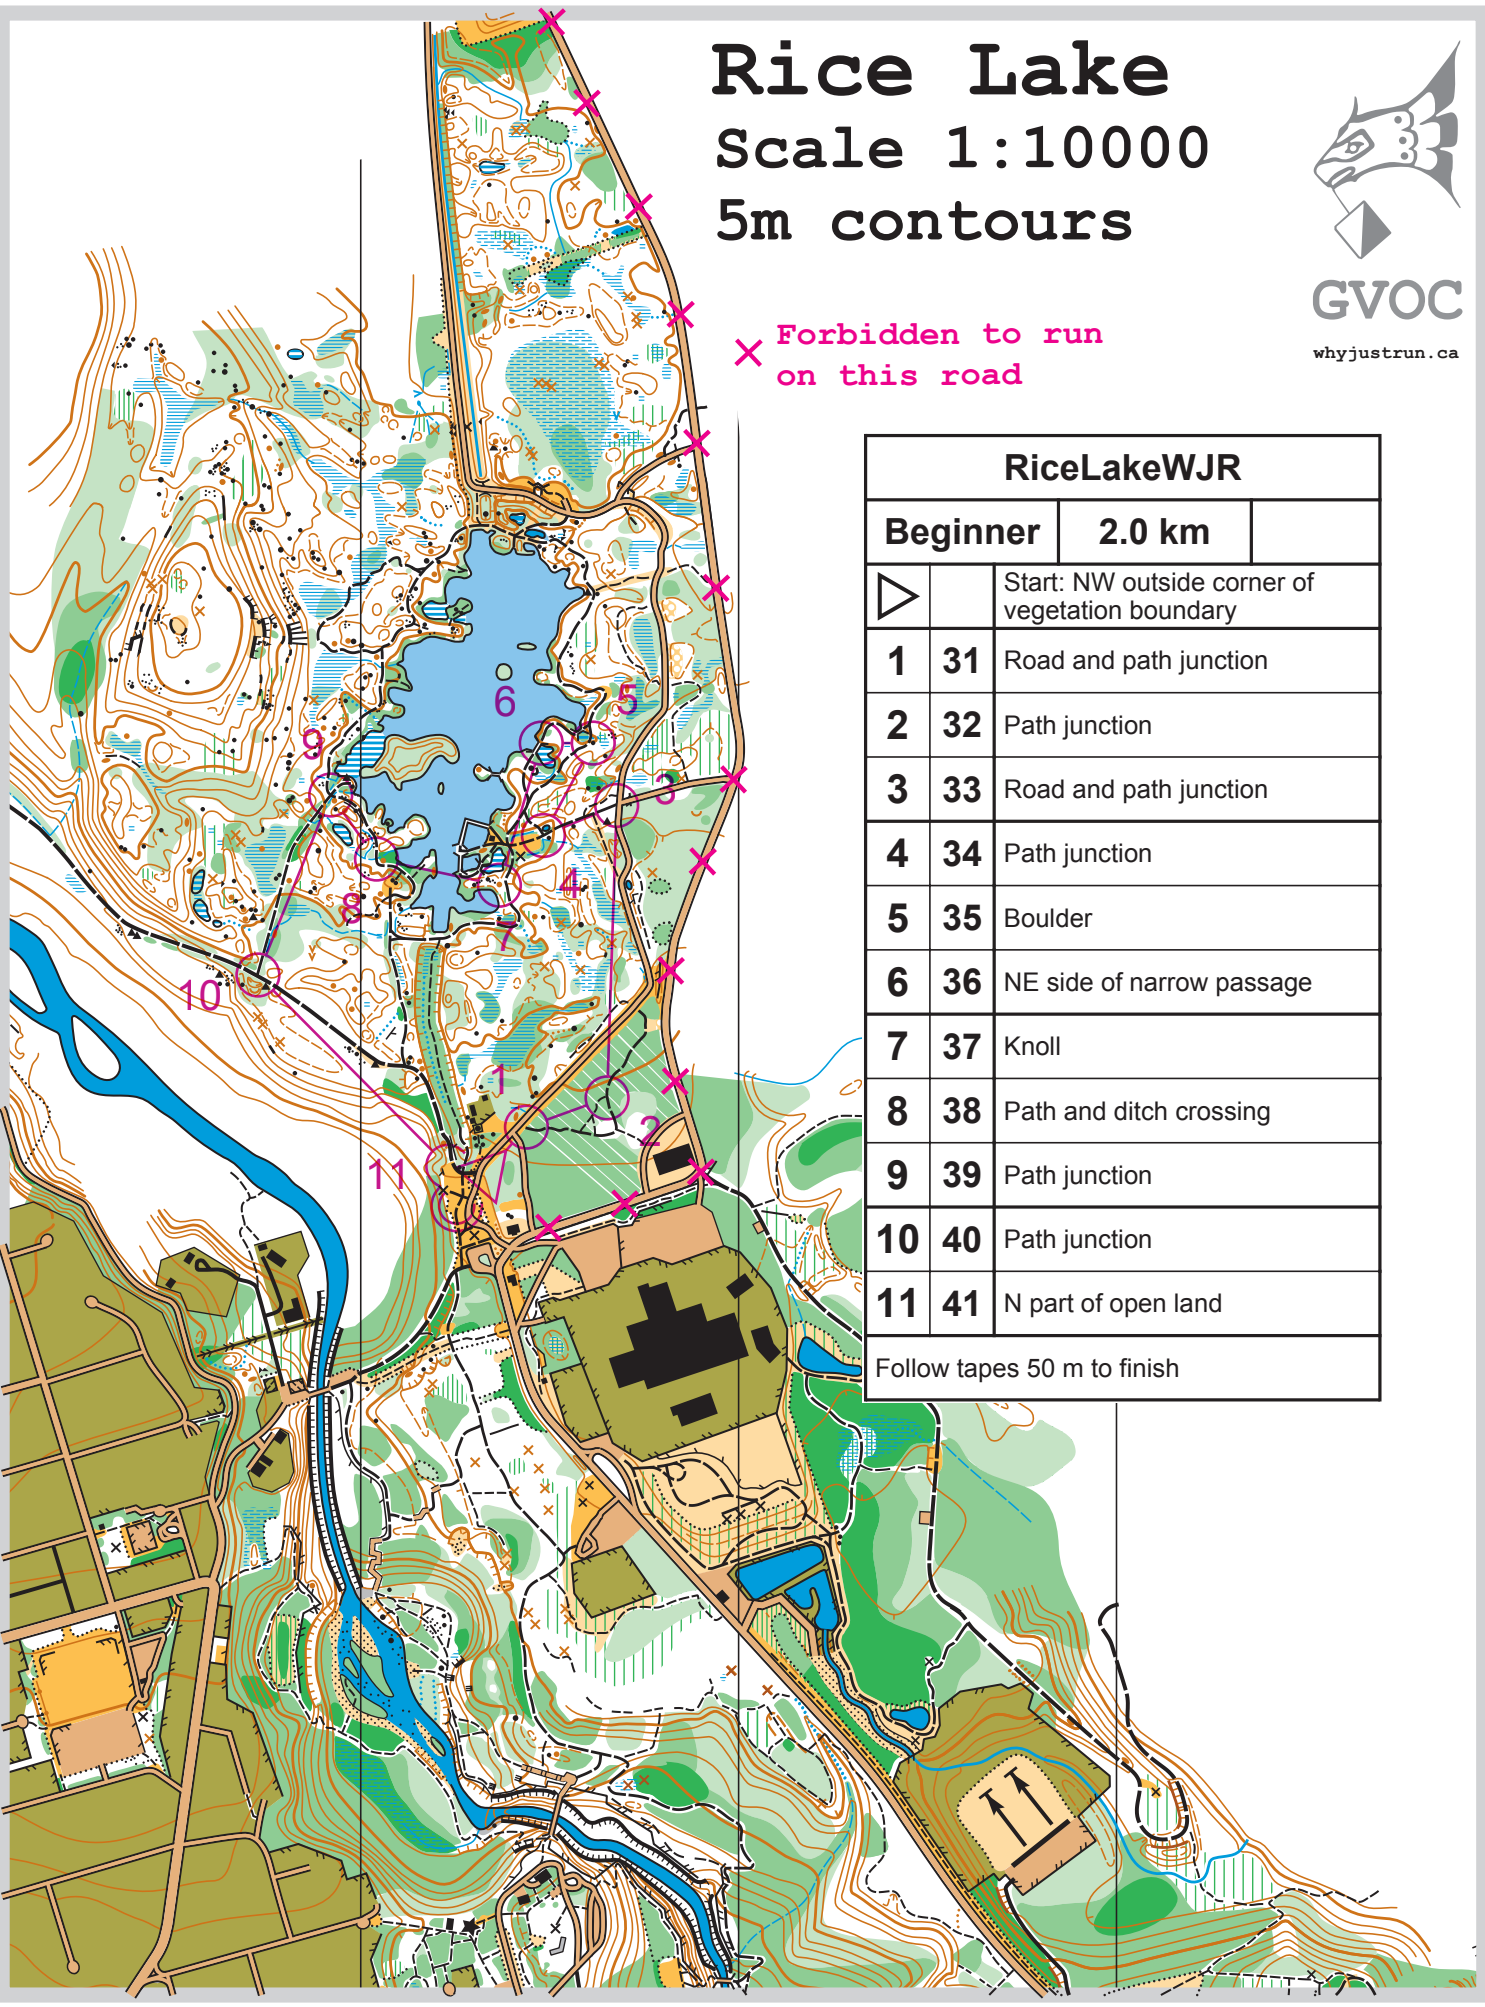 Rice Lake
Scale 1:10000
5m contours
GVOC
whyjustrun.ca
Forbidden to run
on this road
RiceLakeWJR
Beginner 2.0 km
Start: NW outside corner of
vegetation boundary
1 31 Road and path junction
2 32 Path junction
3 33 Road and path junction
4 34 Path junction
5 35 Boulder
6 36 NE side of narrow passage
7 37 Knoll
8 38 Path and ditch crossing
9 39 Path junction
10 40 Path junction
11 41 N part of open land
Follow tapes 50 m to finish
6
5
9
3
4
8
7
10
1
2
11